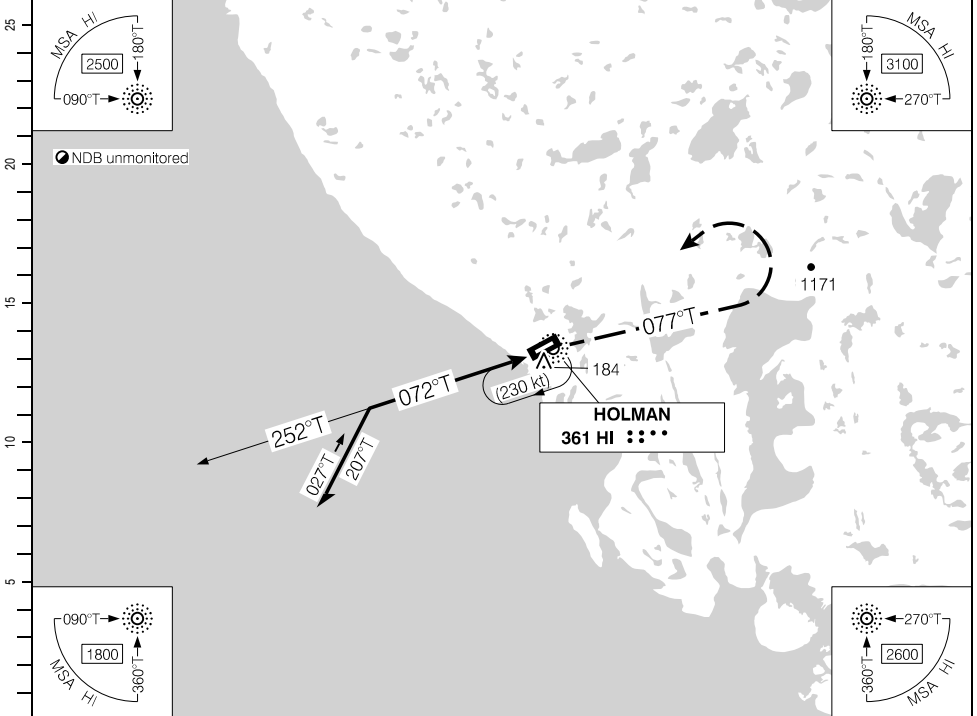 25
20
15
10
5
MSA HI
180°T
2500
090°T
MSA HI
180°T
3100
270°T
NDB unmonitored
1171
077°T
184
(230 kt)
072°T
HOLMAN
361 HI
252°T
027°T
207°T
090°T
1800
360°T
MSA HI
270°T
2600
360°T
MSA HI